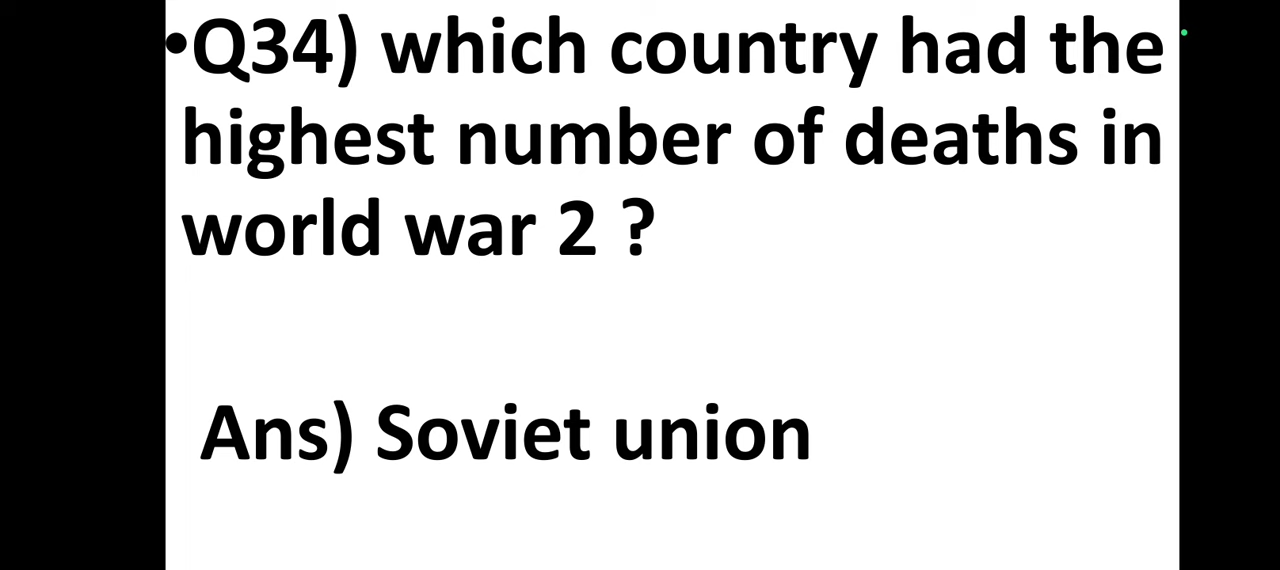 •Q34) which country had the
highest number of deaths in
world war 2 ?
Ans) Soviet union